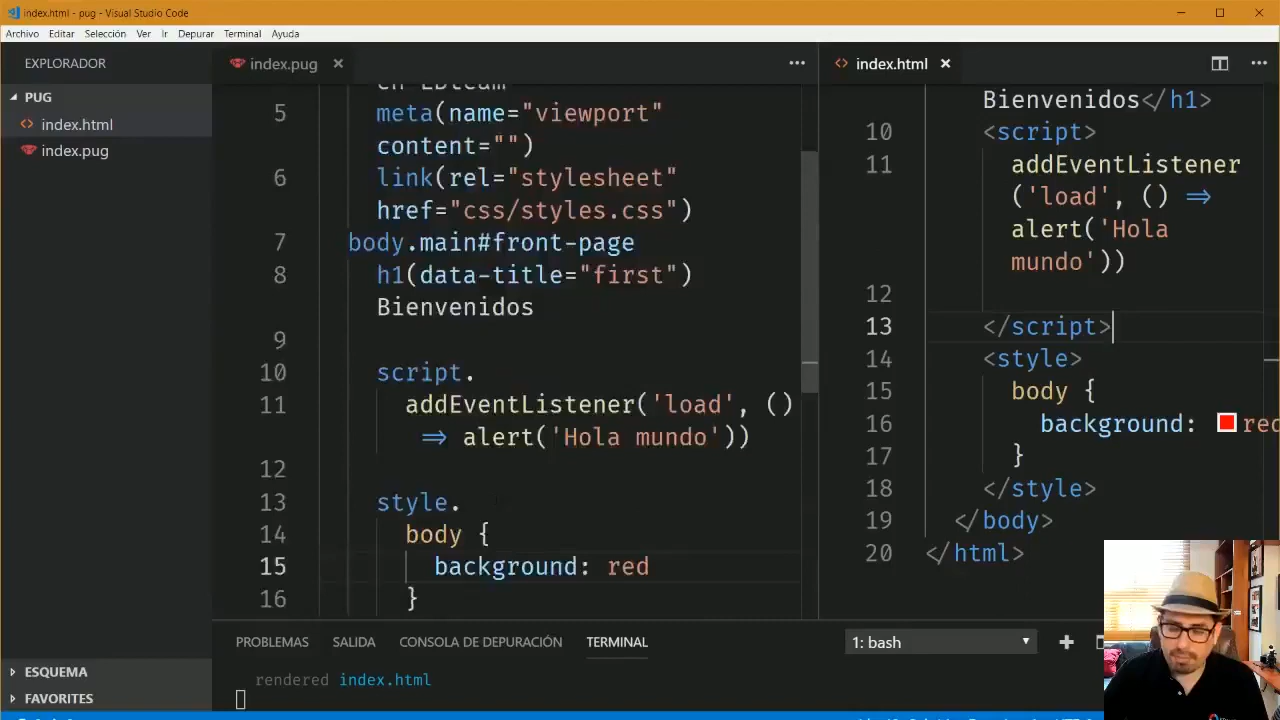 index.html - pug - Visual Studio Code
Archivo Editar Selección Ver Ir Depurar Terminal Ayuda
EXPLORADOR
PUG
index.html
index.pug
ESQUEMA
FAVORITES
index.pug
5 meta(name="viewport"
content="")
6 link(rel="stylesheet"
href="css/styles.css")
7 body.main#front-page
8 h1(data-title="first")
Bienvenidos
9
10 script.
11 addEventListener('load', ()
=> alert('Hola mundo'))
12
13 style.
14 body {
15 background: red
16 }
index.html
Bienvenidos</h1>
10 <script>
11 addEventListener
('load', () =>
alert('Hola
mundo'))
12
13 </script>
14 <style>
15 body {
16 background: red
17 }
18 </style>
19 </body>
20 </html>
PROBLEMAS SALIDA CONSOLA DE DEPURACIÓN TERMINAL 1: bash
rendered index.html